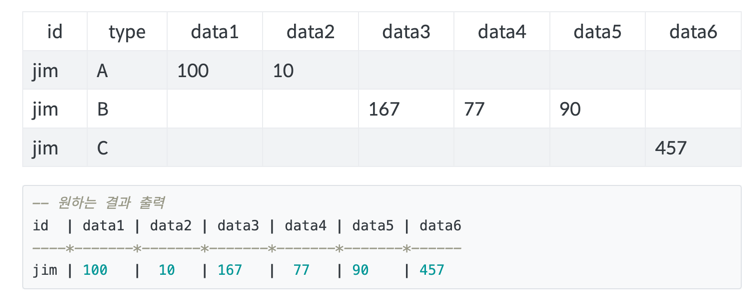 id type data1 data2 data3 data4 data5 data6
jim A 100 10
jim B 167 77 90
jim C 457
-- 원하는 결과 출력
id | data1 | data2 | data3 | data4 | data5 | data6
----*-------*-------*-------*-------*-------*------
jim | 100 | 10 | 167 | 77 | 90 | 457